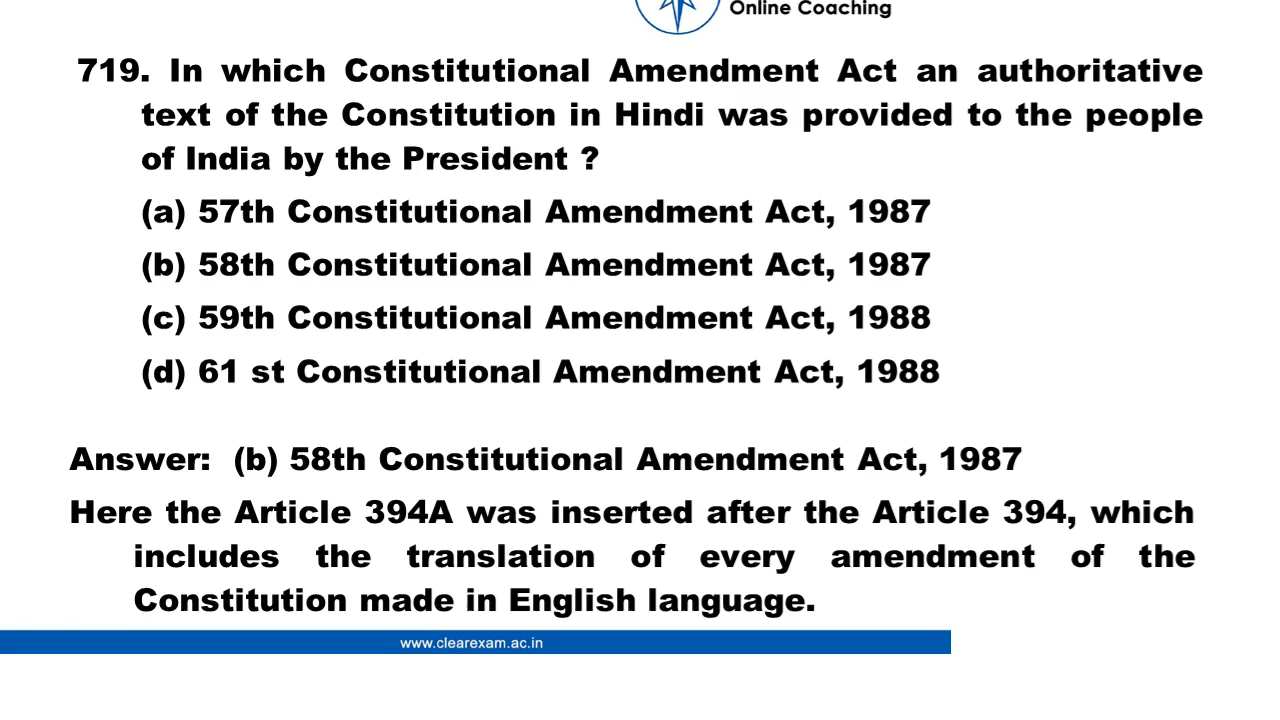 Online Coaching
719. In which Constitutional Amendment Act an authoritative
text of the Constitution in Hindi was provided to the people
of India by the President ?
(a) 57th Constitutional Amendment Act, 1987
(b) 58th Constitutional Amendment Act, 1987
(c) 59th Constitutional Amendment Act, 1988
(d) 61 st Constitutional Amendment Act, 1988
Answer: (b) 58th Constitutional Amendment Act, 1987
Here the Article 394A was inserted after the Article 394, which
includes the translation of every amendment of the
Constitution made in English language.
www.clearexam.ac.in